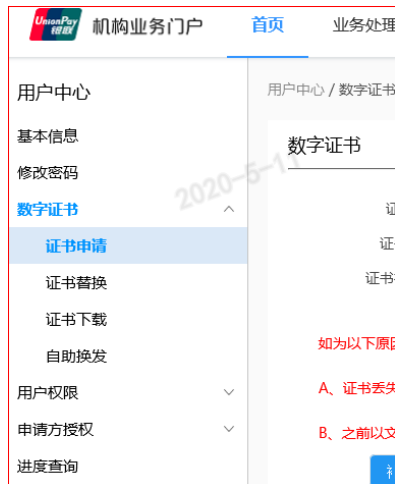 UnionPay 银联 机构业务门户 首页 业务处理
用户中心
用户中心 / 数字证书
基本信息
数字证书
修改密码
2020-5-11
数字证书
证书申请
证书替换
证书
证书下载
如为以下原因
自助换发
A、证书丢失
用户权限
申请方授权
B、之前以文
进度查询